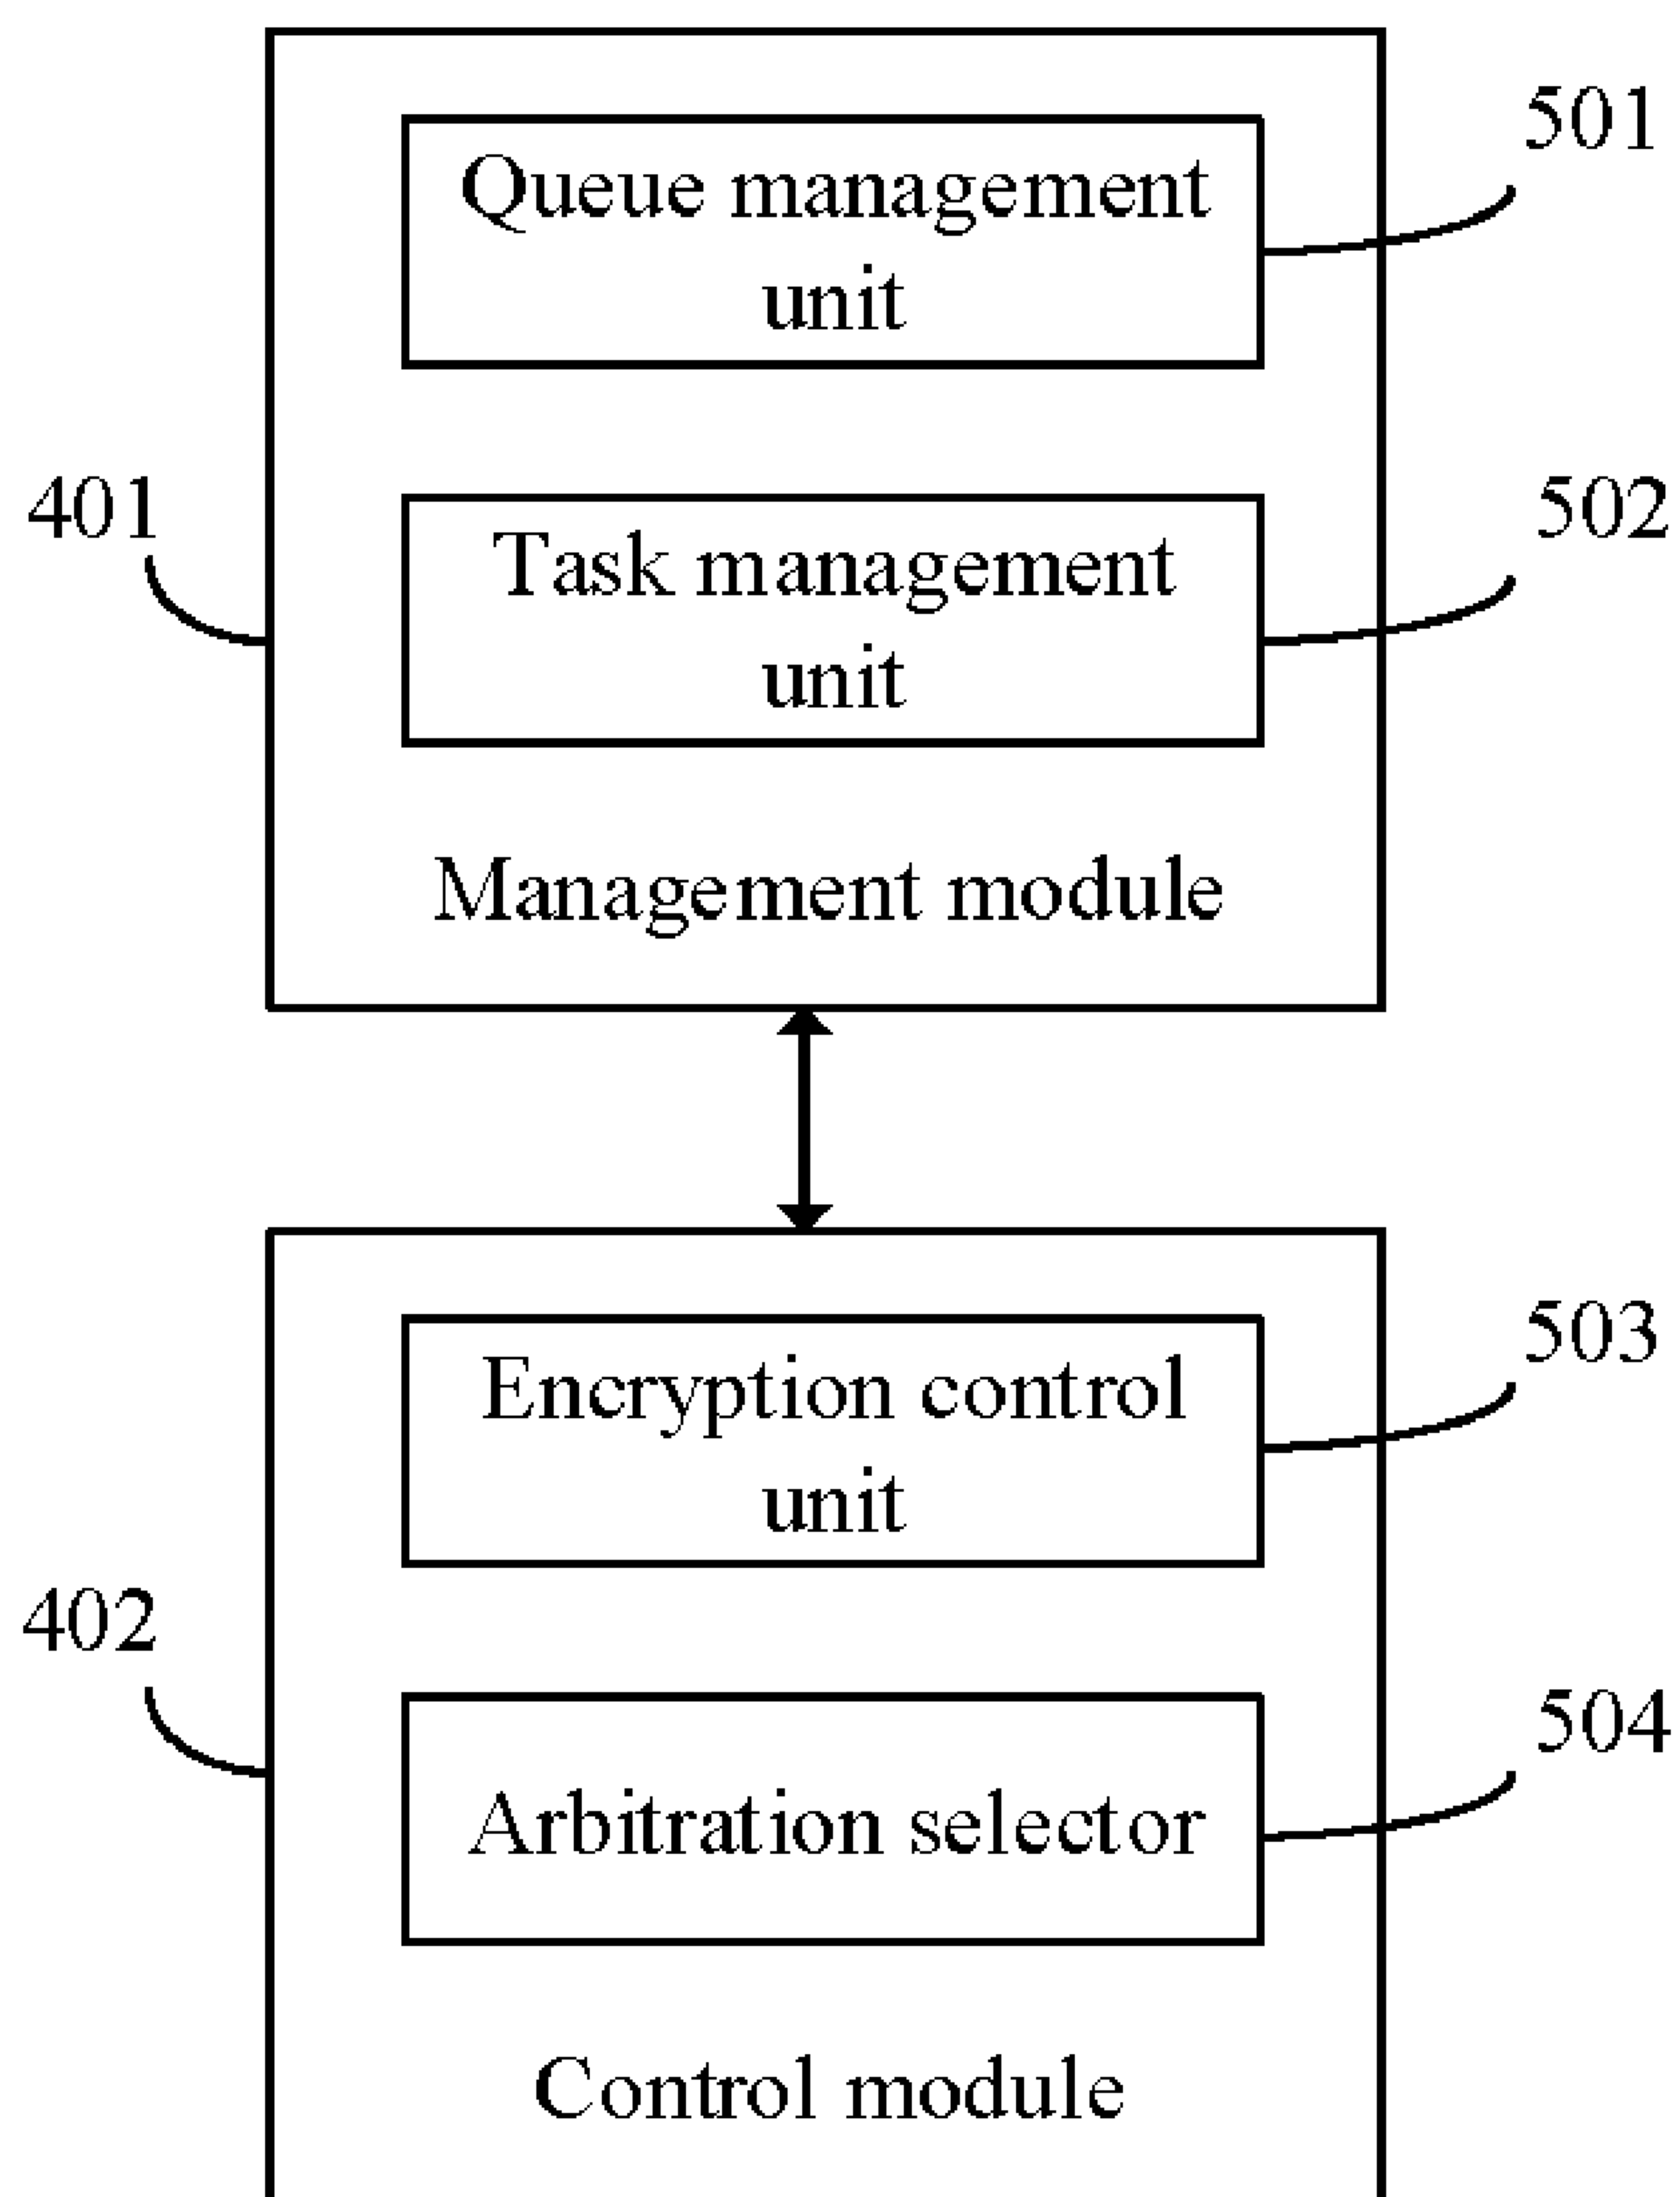 501
Queue management
unit
401
502
Task management
unit
Management module
503
Encryption control
unit
402
504
Arbitration selector
Control module